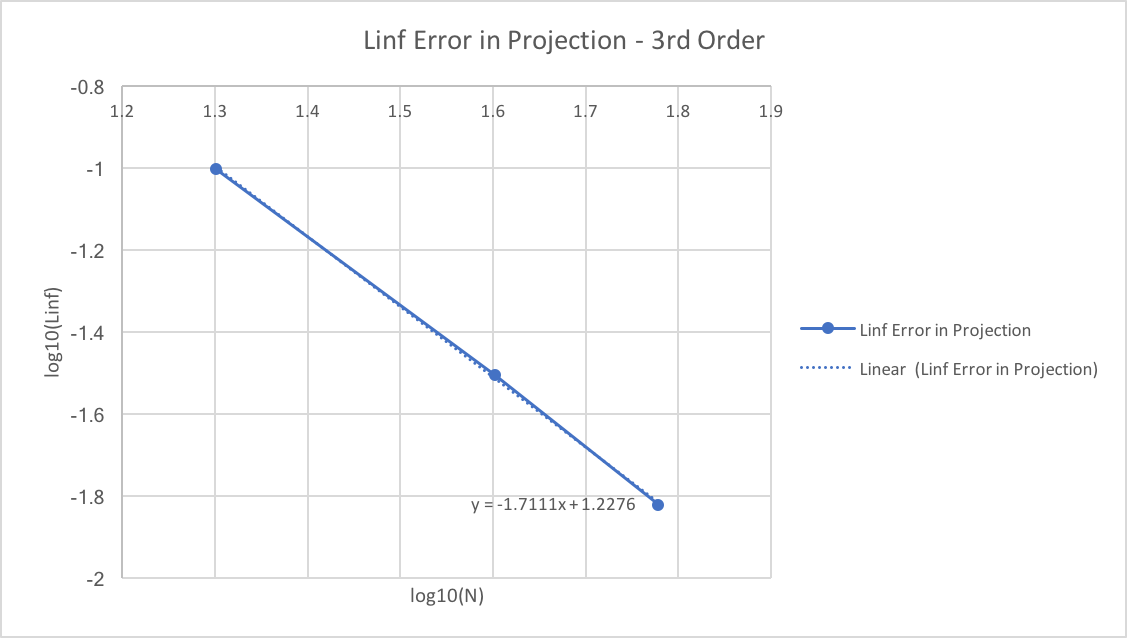 Linf Error in Projection - 3rd Order
-0.8
1.2 1.3 1.4 1.5 1.6 1.7 1.8 1.9
-1
-1.2
log10(Linf)
-1.4
Linf Error in Projection
Linear (Linf Error in Projection)
-1.6
-1.8
y = -1.7111x + 1.2276
-2
log10(N)